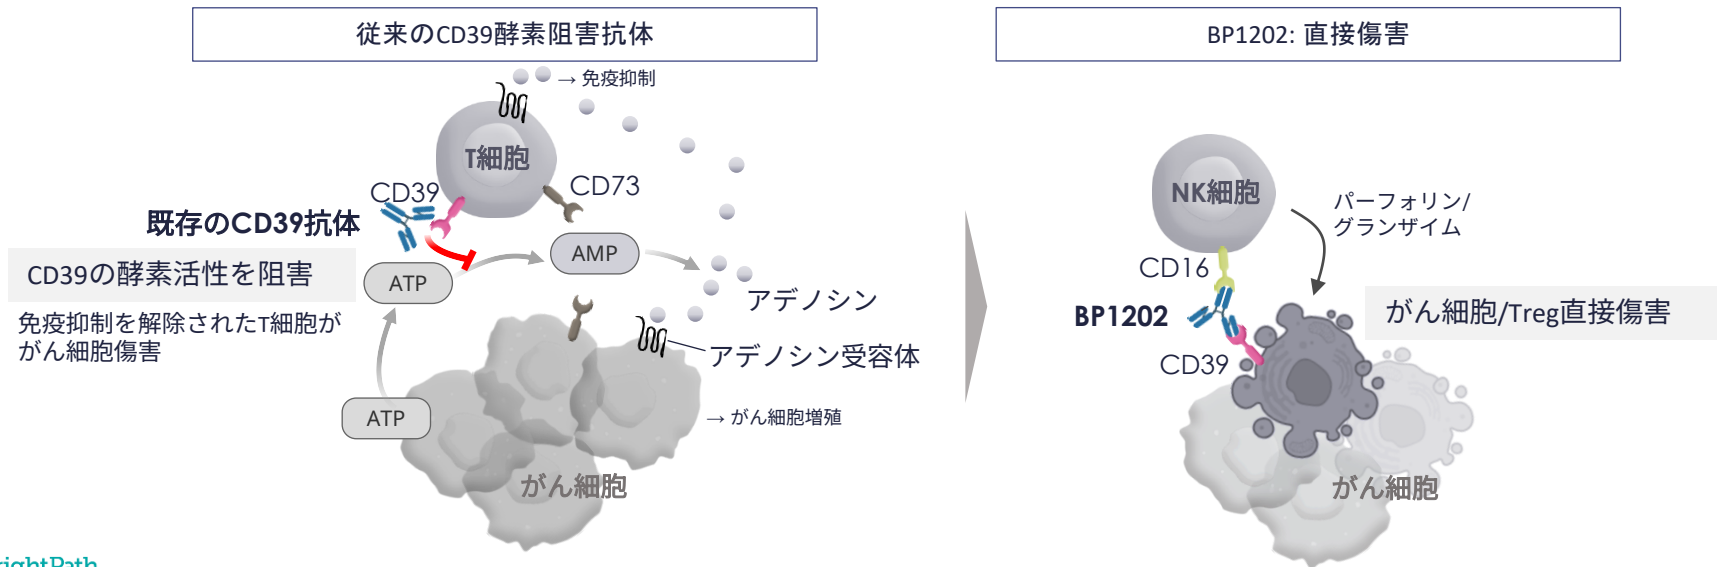 従来のCD39酵素阻害抗体
→ 免疫抑制
T細胞
CD39
CD73
既存のCD39抗体
CD39の酵素活性を阻害
ATP
AMP
免疫抑制を解除されたT細胞が
がん細胞傷害
アデノシン
アデノシン受容体
ATP
→ がん細胞増殖
がん細胞
BP1202: 直接傷害
NK細胞
パーフォリン/
グランザイム
CD16
BP1202
がん細胞/Treg直接傷害
CD39
がん細胞